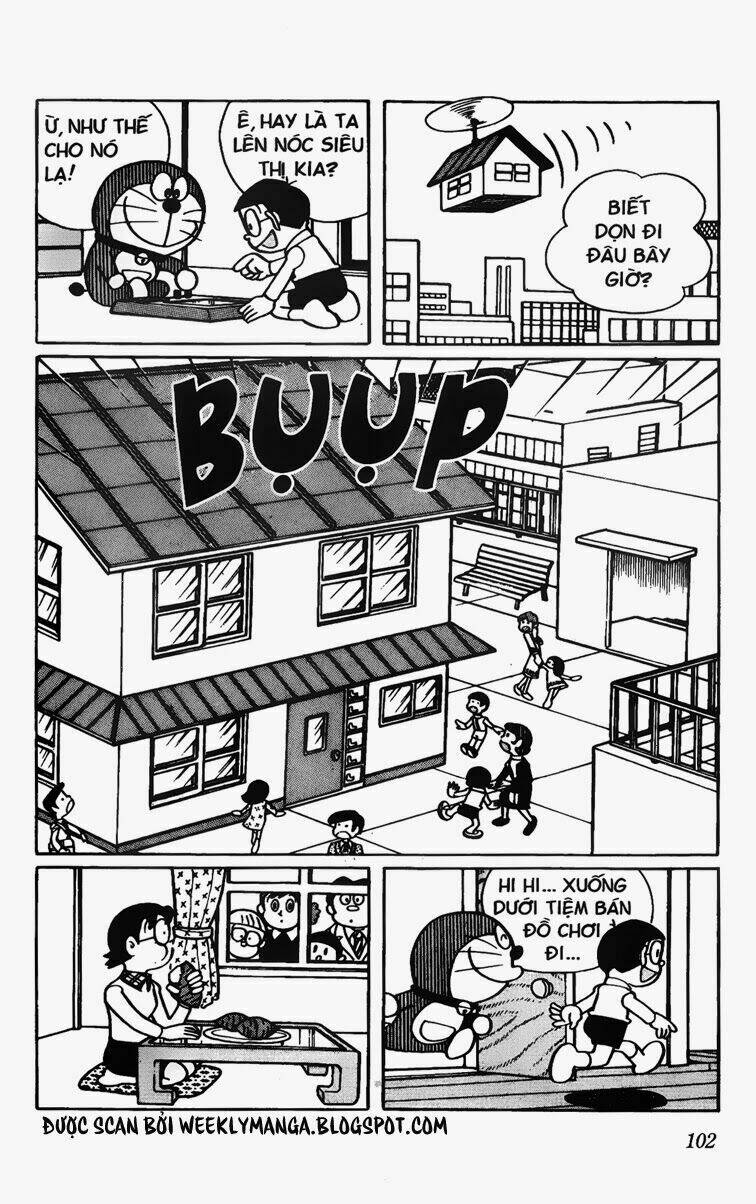 Ừ, NHƯ THẾ
CHO NÓ
LẠ!
Ê, HAY LÀ TA
LÊN NÓC SIÊU
THỊ KIA?
BIẾT
DỌN ĐI
ĐÂU BÂY
GIỜ?
BỤỤP
HI HI... XUỐNG
DƯỚI TIỆM BÁN
ĐỒ CHƠI
ĐI...
ĐƯỢC SCAN BỞI WEEKLYMANGA.BLOGSPOT.COM
102